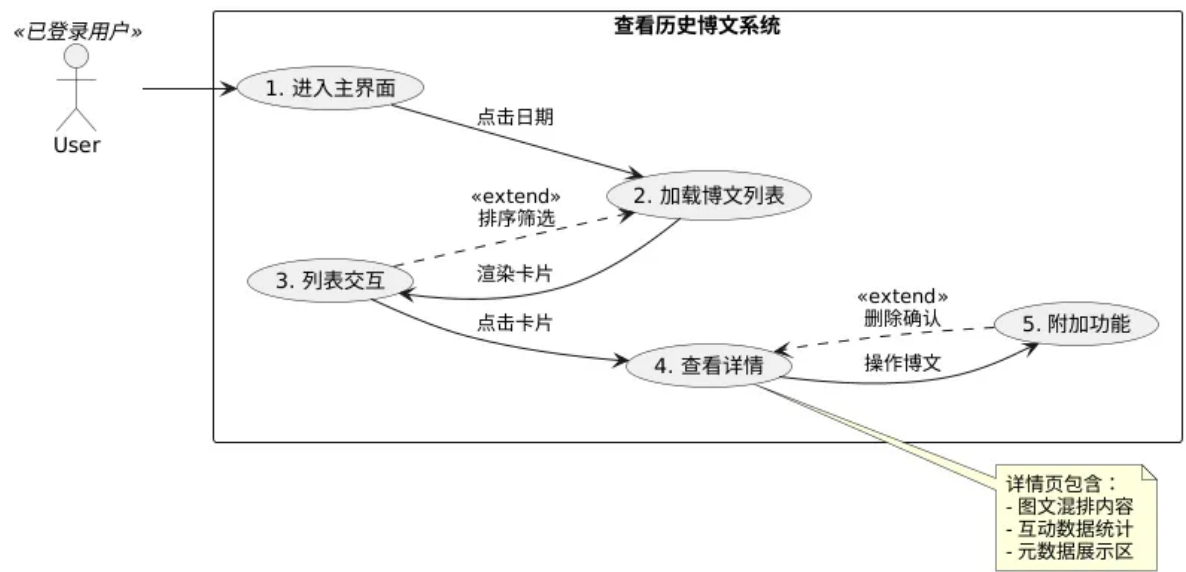 查看历史博文系统
«已登录用户»
User
1. 进入主界面
点击日期
2. 加载博文列表
«extend»
排序筛选
渲染卡片
3. 列表交互
点击卡片
4. 查看详情
«extend»
删除确认
操作博文
5. 附加功能
详情页包含：
- 图文混排内容
- 互动数据统计
- 元数据展示区